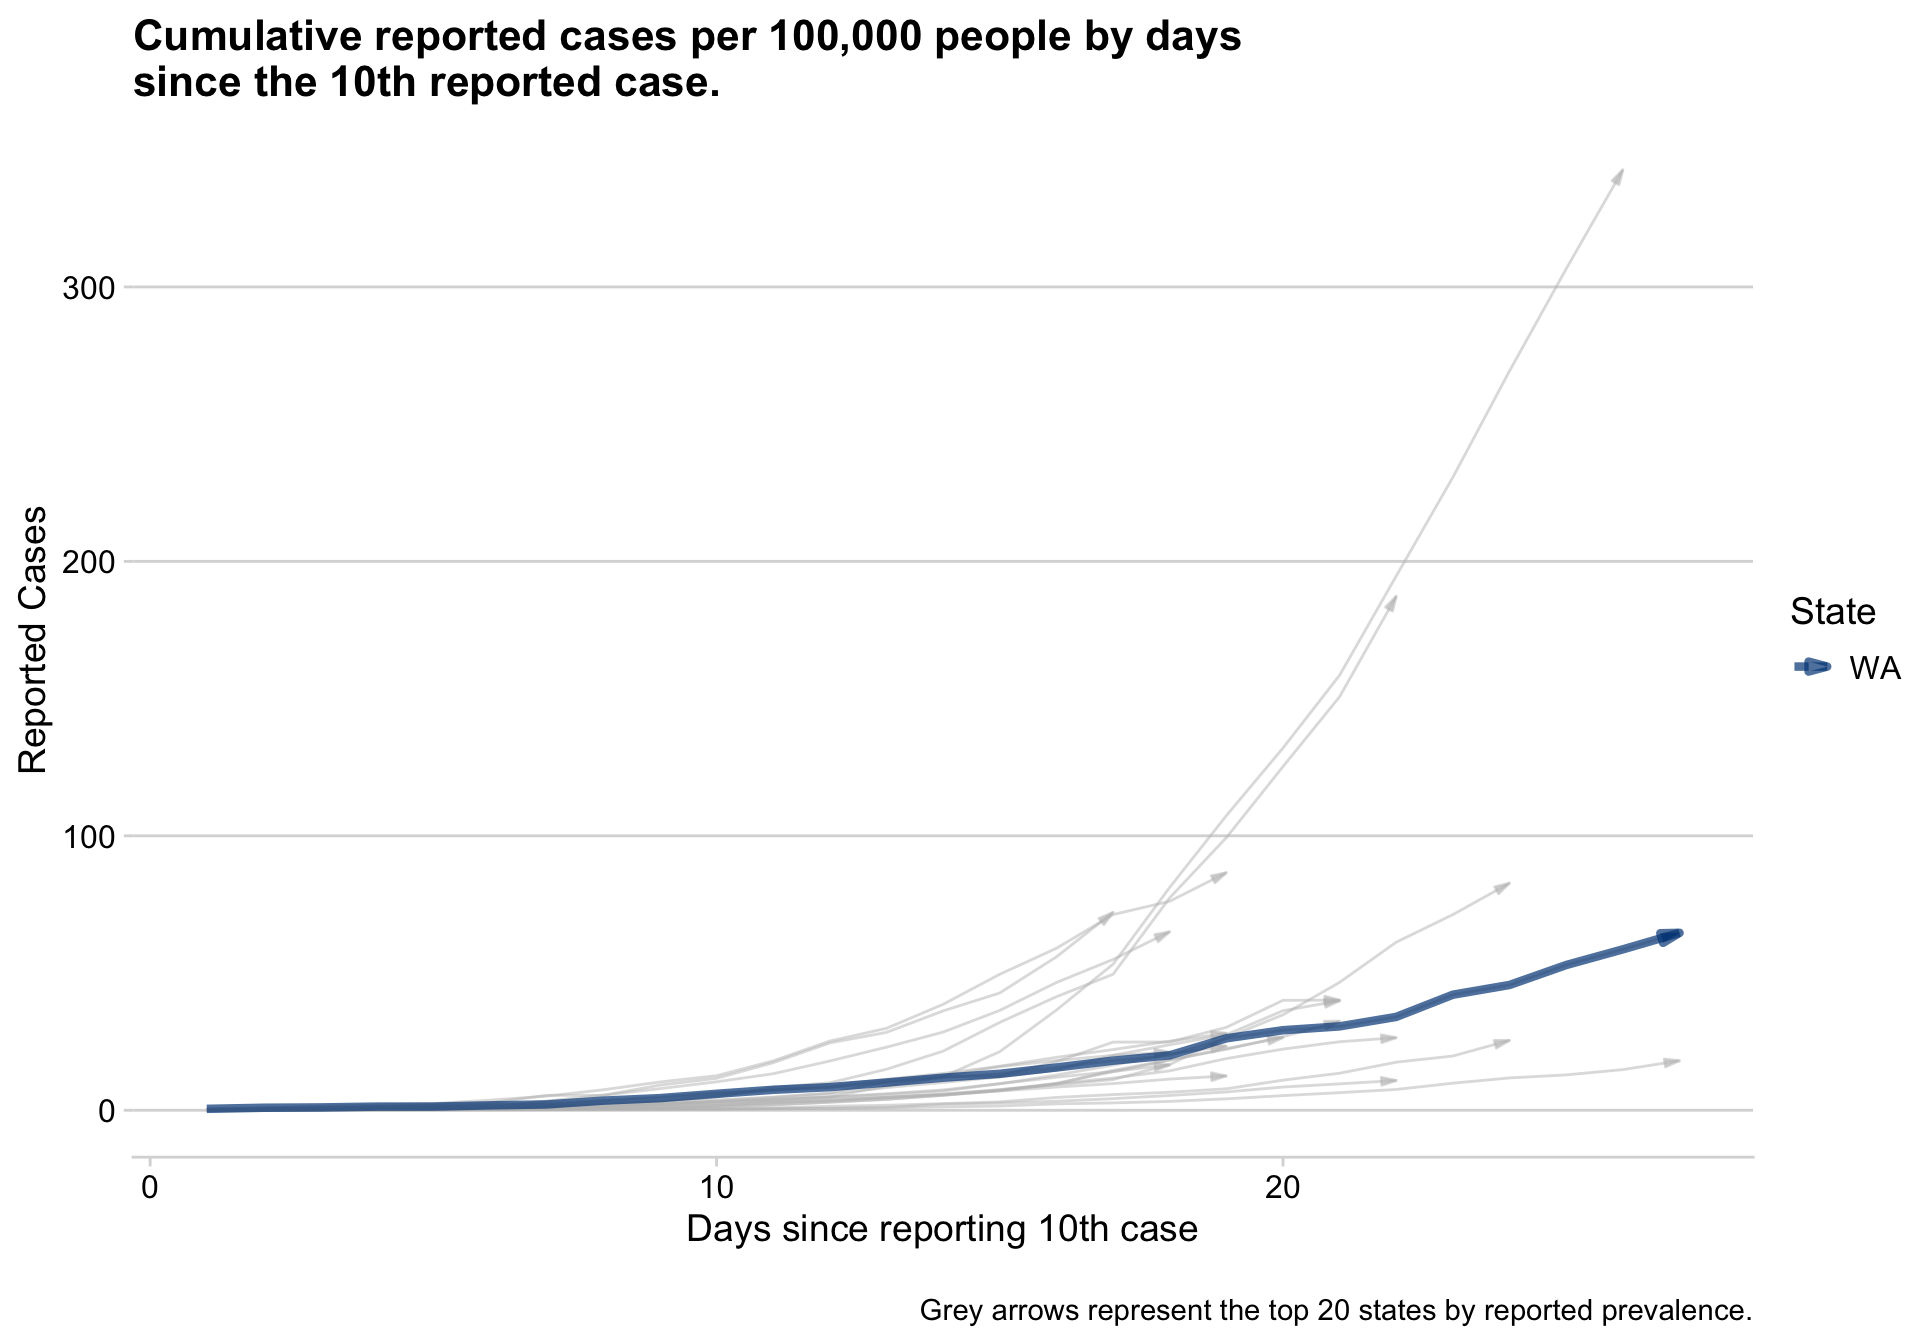 Cumulative reported cases per 100,000 people by days
since the 10th reported case.
300
200
100
0
Reported Cases
0 10 20
Days since reporting 10th case
State
WA
Grey arrows represent the top 20 states by reported prevalence.